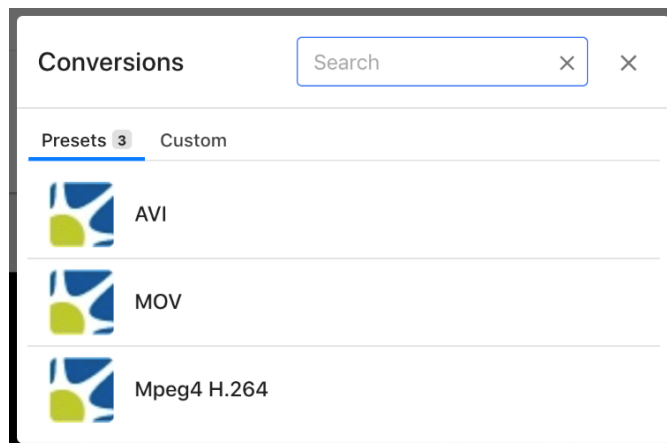 Conversions Search
Presets 3 Custom
AVI
MOV
Mpeg4 H.264